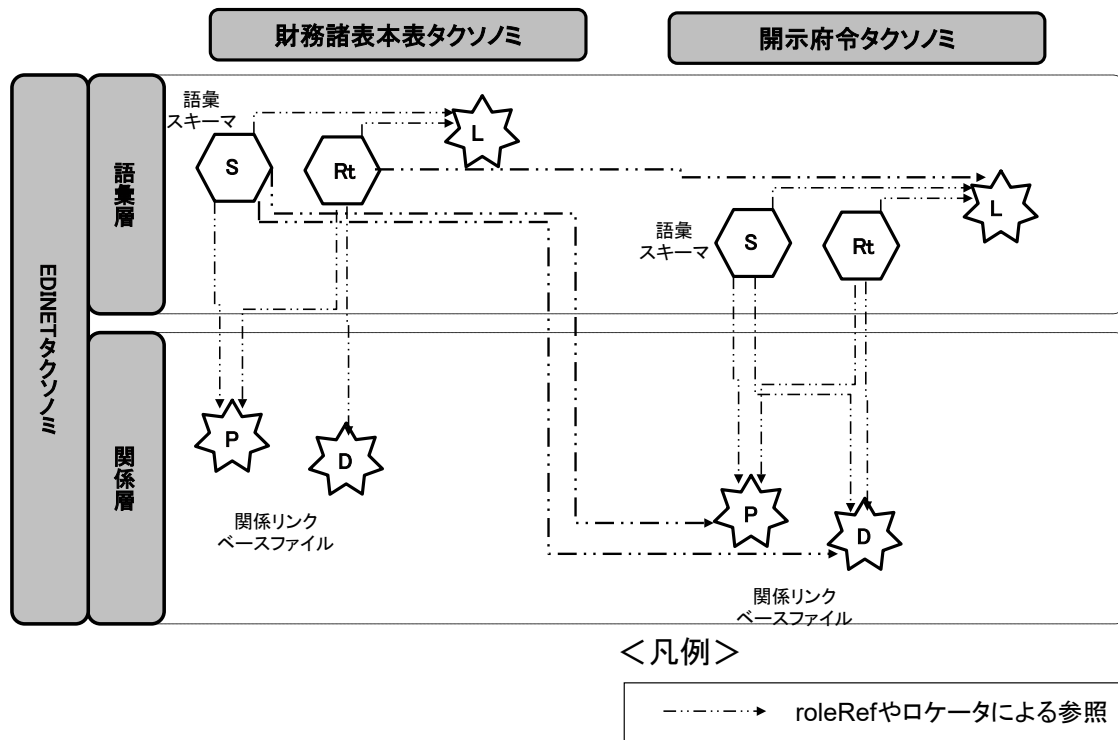 財務諸表本表タクソノミ
開示府令タクソノミ
EDINETタクソノミ
語彙層
関係層
語彙
スキーマ
S
Rt
L
語彙
スキーマ
S
Rt
L
P
D
関係リンク
ベースファイル
P
D
関係リンク
ベースファイル
＜凡例＞
roleRefやロケータによる参照